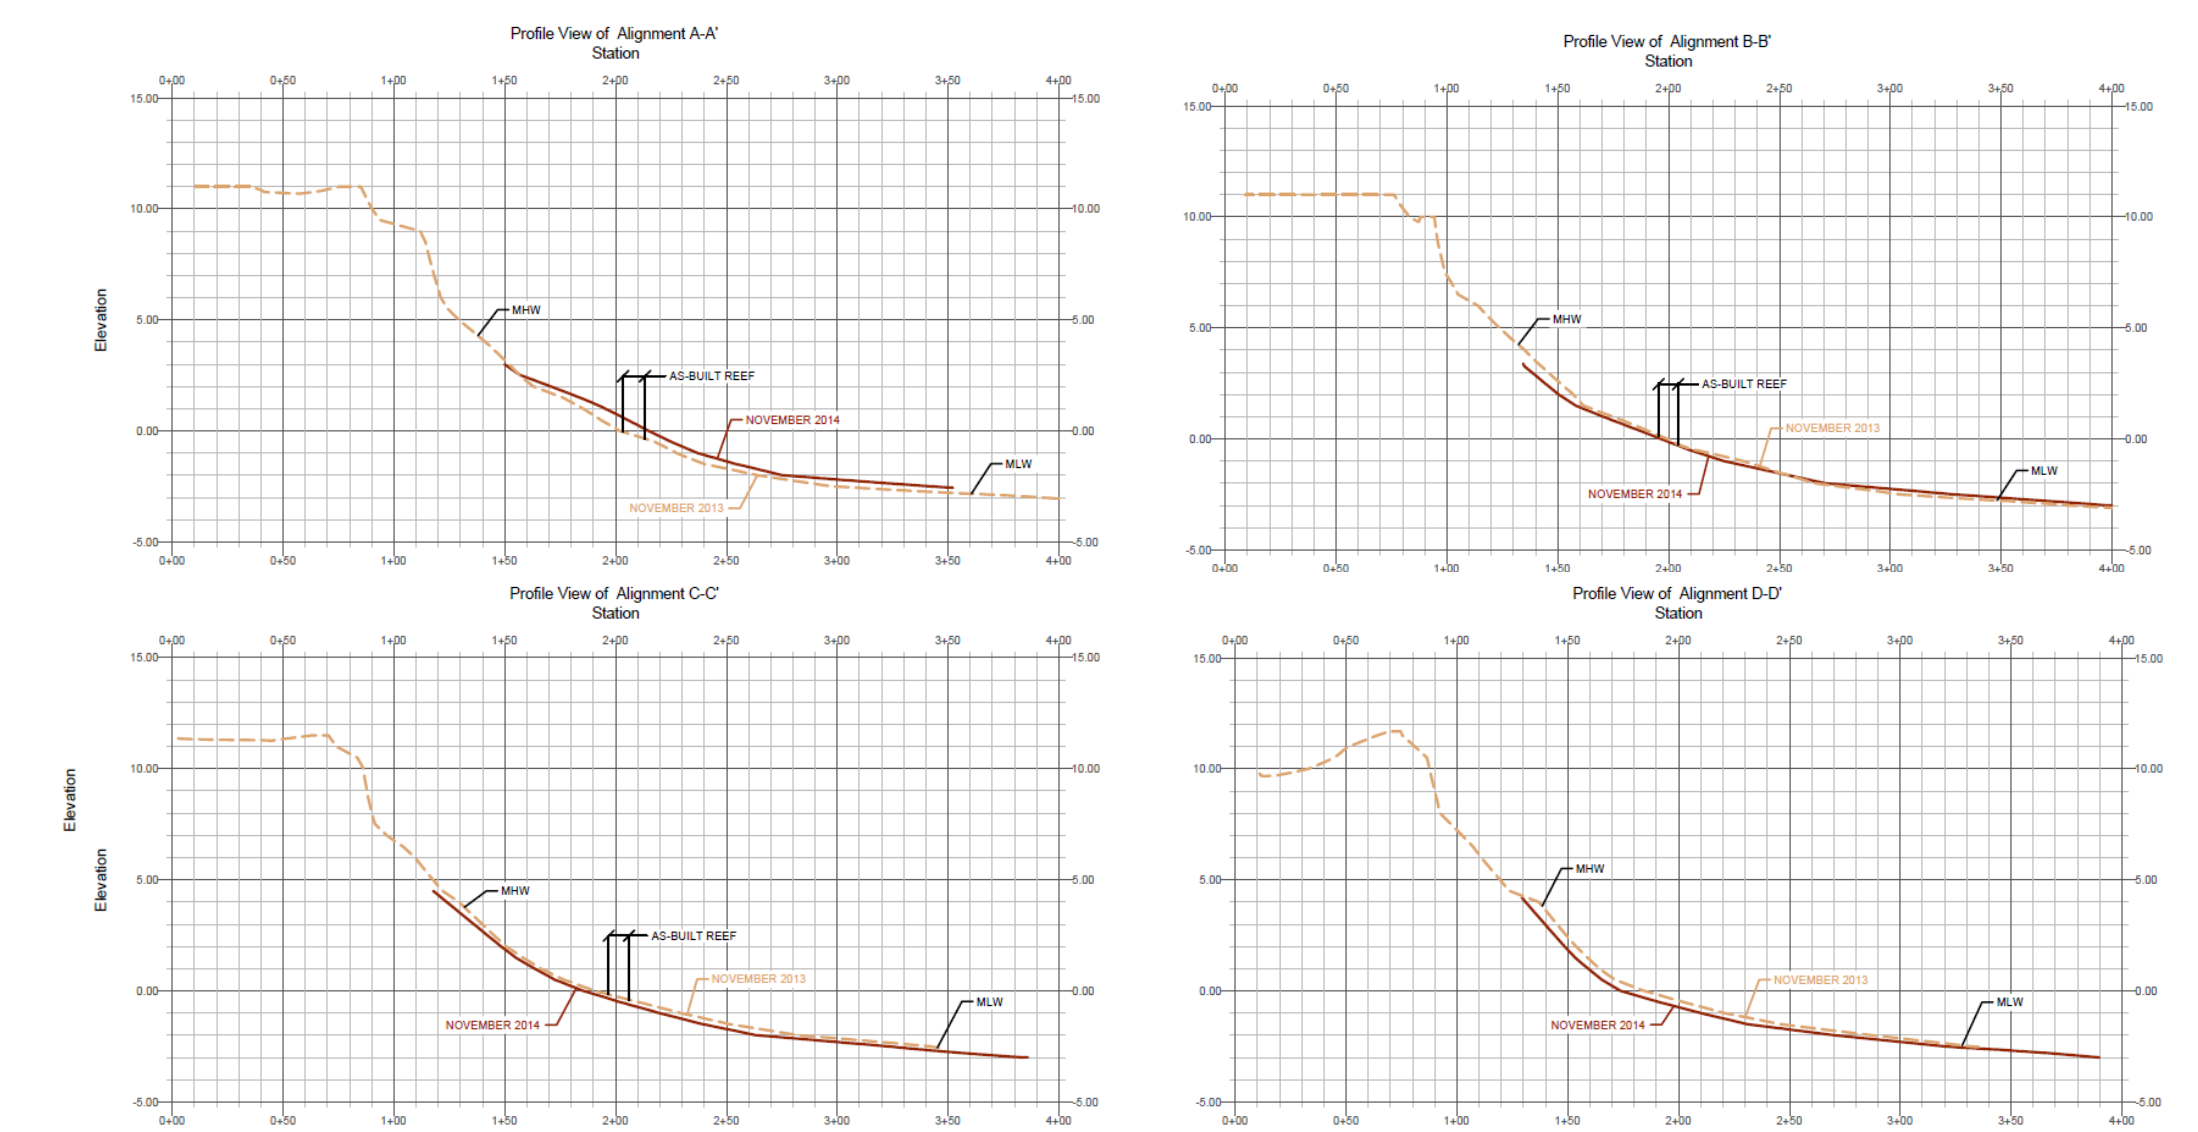 Profile View of Alignment A-A'
Station
0+00 0+50 1+00 1+50 2+00 2+50 3+00 3+50 4+00
15.00 15.00
10.00 10.00
MHW
5.00 5.00
Elevation
AS-BUILT REEF
NOVEMBER 2014
0.00 0.00
MLW
NOVEMBER 2013
-5.00 -5.00
0+00 0+50 1+00 1+50 2+00 2+50 3+00 3+50 4+00
Profile View of Alignment B-B'
Station
0+00 0+50 1+00 1+50 2+00 2+50 3+00 3+50 4+00
15.00 15.00
10.00 10.00
MHW
5.00 5.00
AS-BUILT REEF
NOVEMBER 2013
0.00 0.00
MLW
NOVEMBER 2014
-5.00 -5.00
0+00 0+50 1+00 1+50 2+00 2+50 3+00 3+50 4+00
Profile View of Alignment C-C'
Station
0+00 0+50 1+00 1+50 2+00 2+50 3+00 3+50 4+00
15.00 15.00
10.00 10.00
Elevation
5.00 5.00
MHW
Elevation
AS-BUILT REEF
NOVEMBER 2013
0.00 0.00
MLW
NOVEMBER 2014
-5.00 -5.00
0+00 0+50 1+00 1+50 2+00 2+50 3+00 3+50 4+00
Profile View of Alignment D-D'
Station
0+00 0+50 1+00 1+50 2+00 2+50 3+00 3+50 4+00
15.00 15.00
10.00 10.00
MHW
5.00 5.00
NOVEMBER 2013
0.00 0.00
MLW
NOVEMBER 2014
-5.00 -5.00
0+00 0+50 1+00 1+50 2+00 2+50 3+00 3+50 4+00